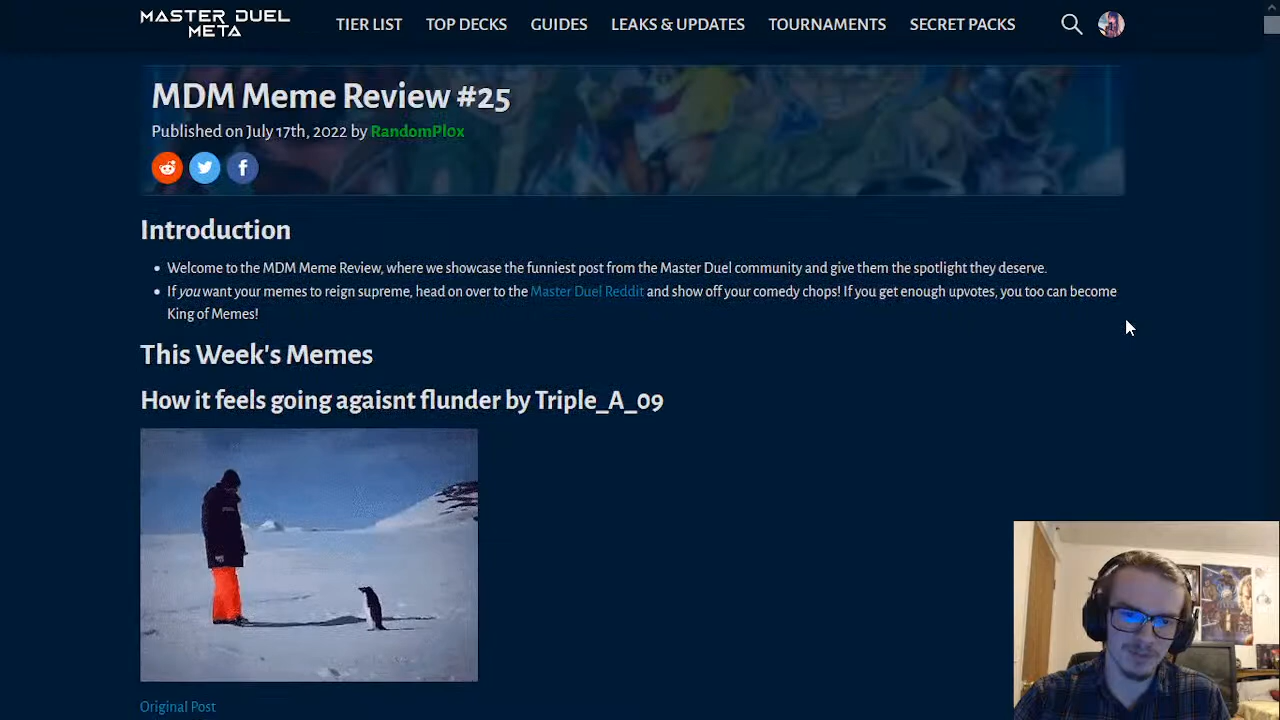 MASTER DUEL
META
TIER LIST
TOP DECKS
GUIDES
LEAKS & UPDATES
TOURNAMENTS
SECRET PACKS
MDM Meme Review #25
Published on July 17th, 2022 by RandomPl0x
Introduction
• Welcome to the MDM Meme Review, where we showcase the funniest post from the Master Duel community and give them the spotlight they deserve.
• If you want your memes to reign supreme, head on over to the Master Duel Reddit and show off your comedy chops! If you get enough upvotes, you too can become
King of Memes!
This Week's Memes
How it feels going agaisnt flunder by Triple_A_09
Original Post